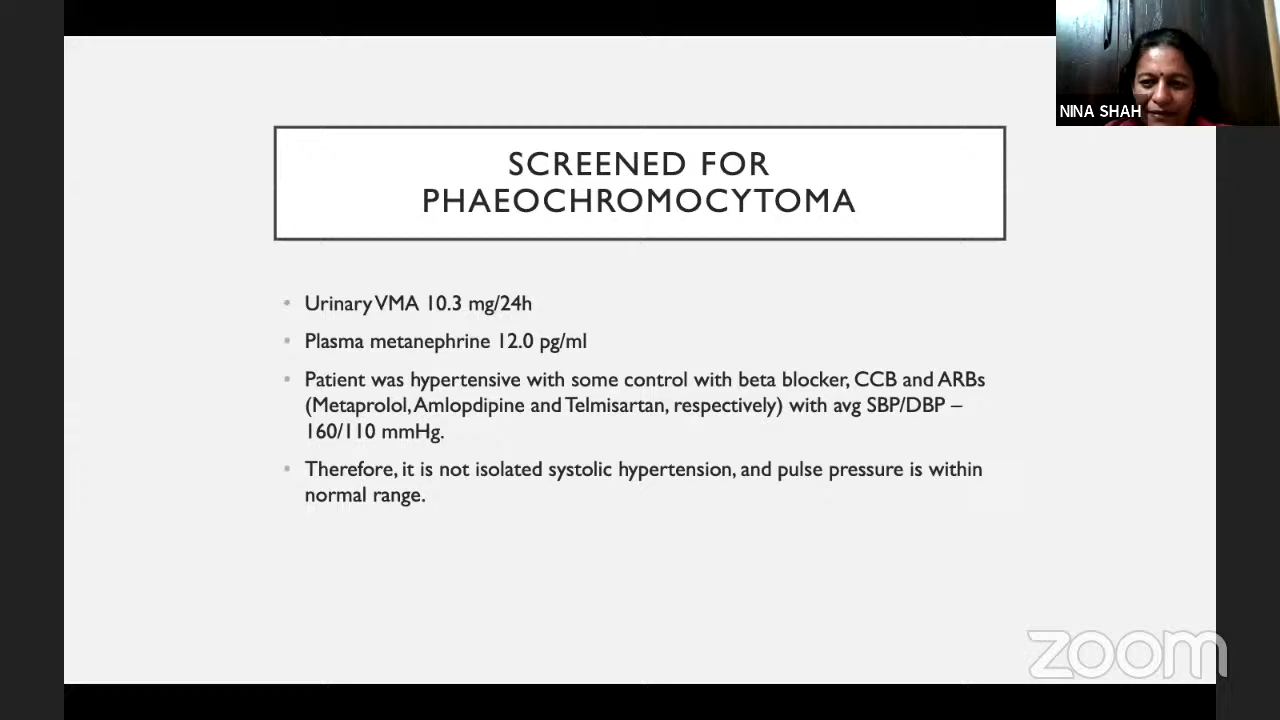 NINA SHAH
SCREENED FOR
PHAEOCHROMOCYTOMA
• Urinary VMA 10.3 mg/24h
• Plasma metanephrine 12.0 pg/ml
• Patient was hypertensive with some control with beta blocker, CCB and ARBs
(Metaprolol, Amlopdipine and Telmisartan, respectively) with avg SBP/DBP –
160/110 mmHg.
• Therefore, it is not isolated systolic hypertension, and pulse pressure is within
normal range.
zoom